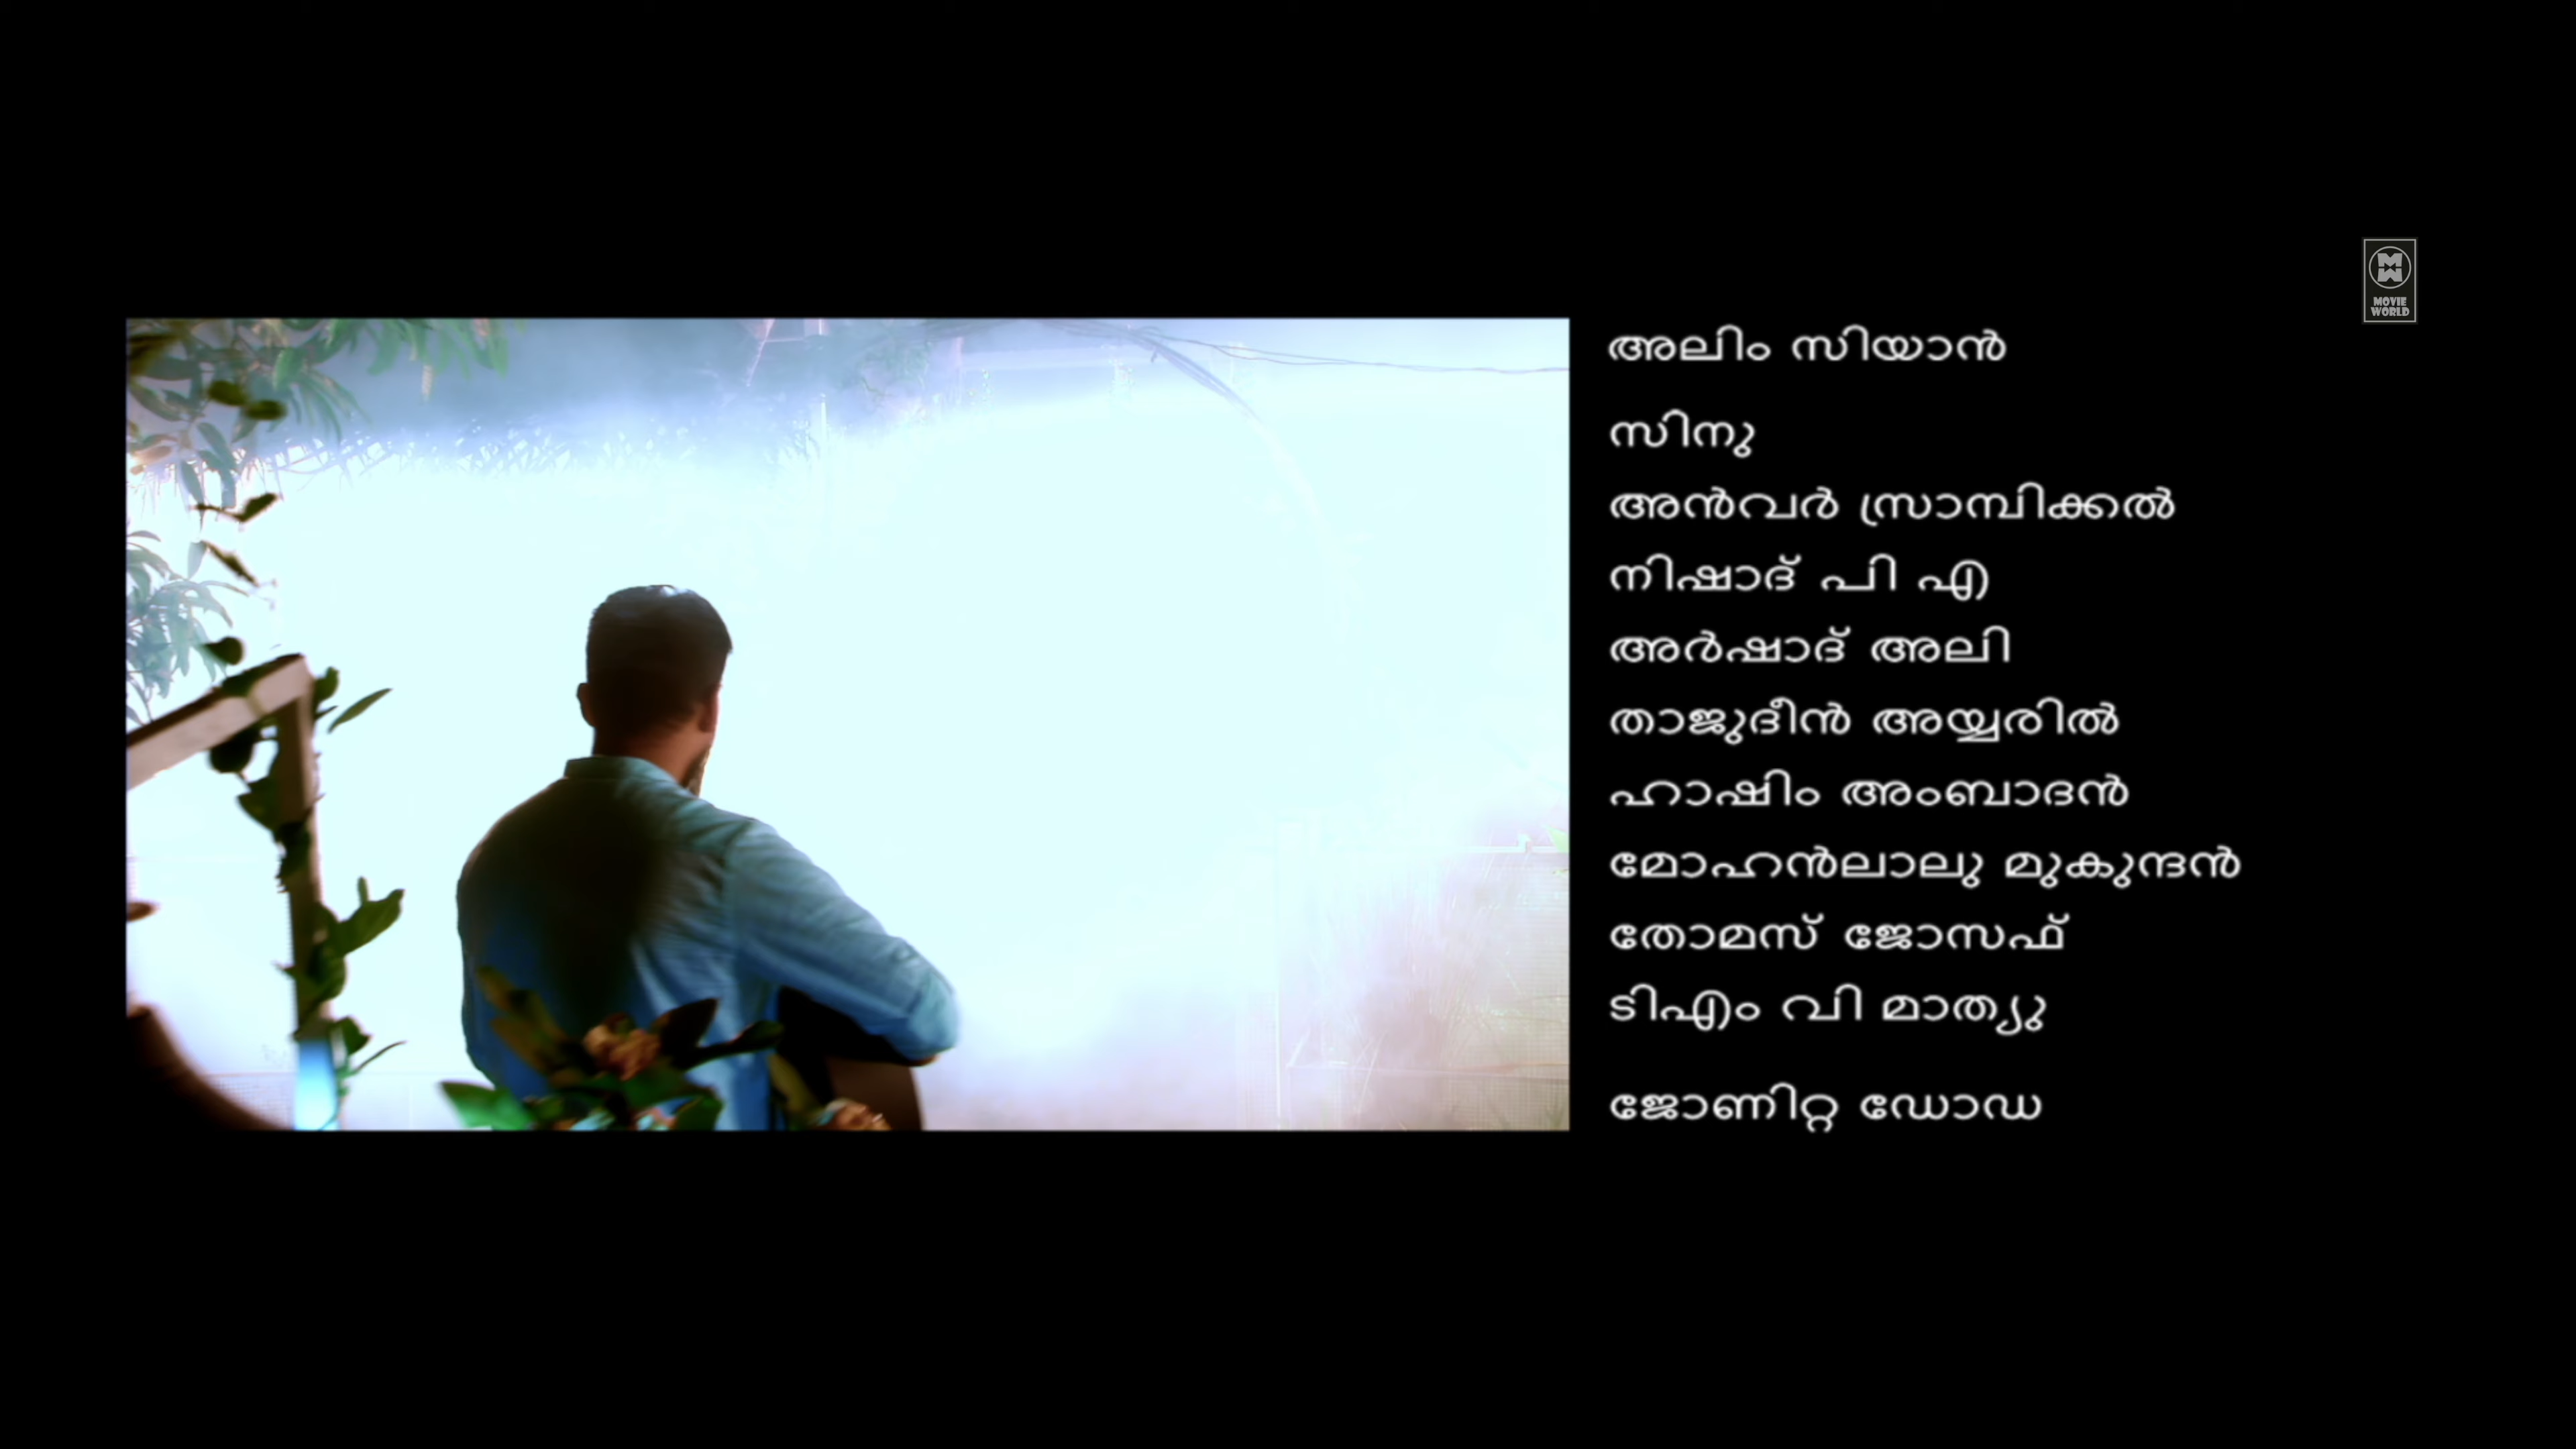 MOVIE
WORLD
അലിം സിയാൻ
സിനു
അൻവർ സ്രാമ്പിക്കൽ
നിഷാദ് പി എ
അർഷാദ് അലി
താജുദീൻ അയ്യരിൽ
ഹാഷിം അംബാദൻ
മോഹൻലാലു മുകുന്ദൻ
തോമസ് ജോസഫ്
ടിഎം വി മാത്യു
ജോണിറ്റ ഡോഡ